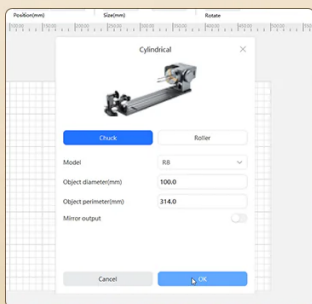 Position(mm) Size(mm) Rotate
Cylindrical
Chuck Roller
Model R8
Object diameter(mm) 100.0
Object perimeter(mm) 314.0
Mirror output
Cancel OK